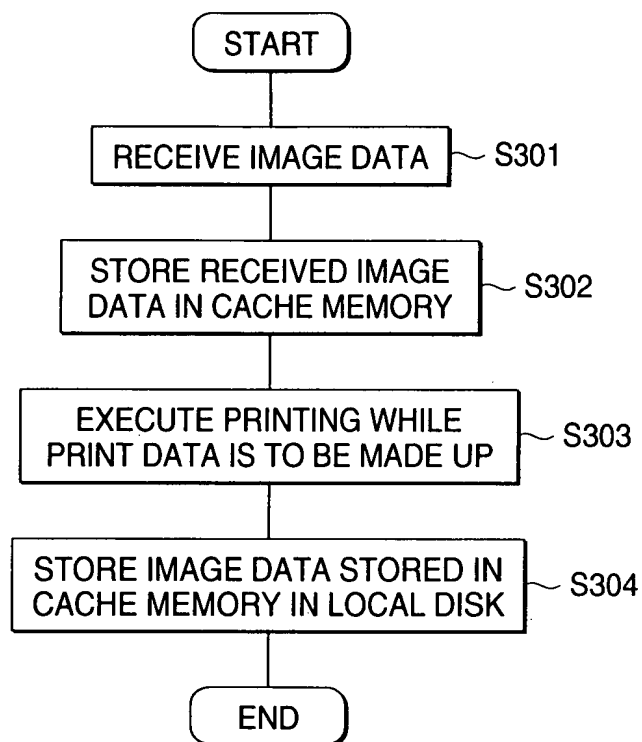 START
RECEIVE IMAGE DATA
S301
STORE RECEIVED IMAGE
DATA IN CACHE MEMORY
S302
EXECUTE PRINTING WHILE
PRINT DATA IS TO BE MADE UP
S303
STORE IMAGE DATA STORED IN
CACHE MEMORY IN LOCAL DISK
S304
END